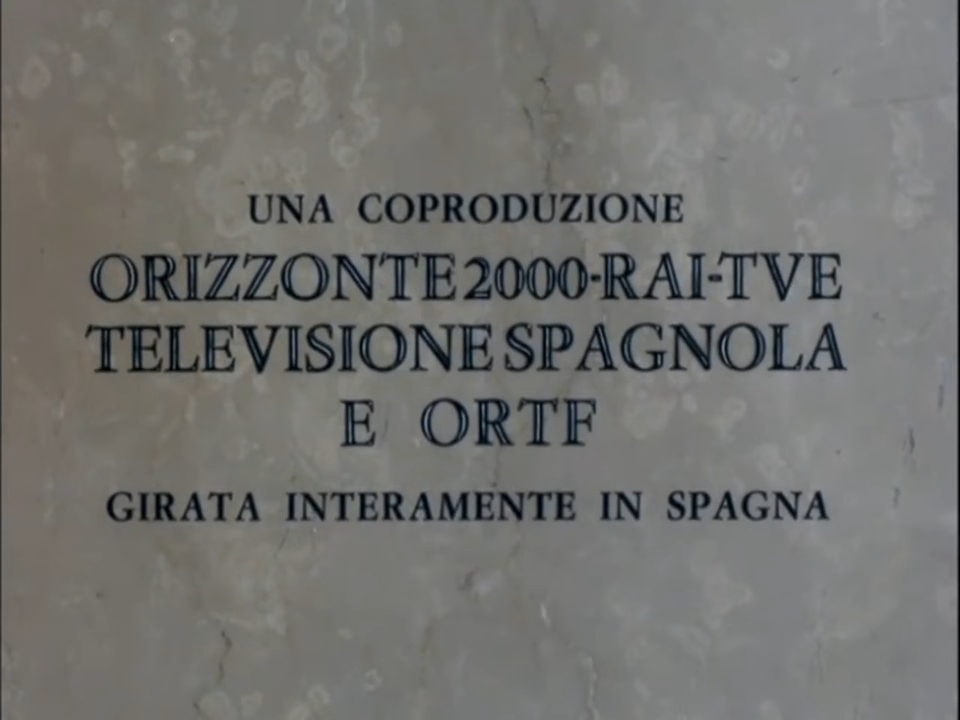 UNA COPRODUZIONE
ORIZZONTE 2000-RAI-TVE
TELEVISIONE SPAGNOLA
E ORTF
GIRATA INTERAMENTE IN SPAGNA